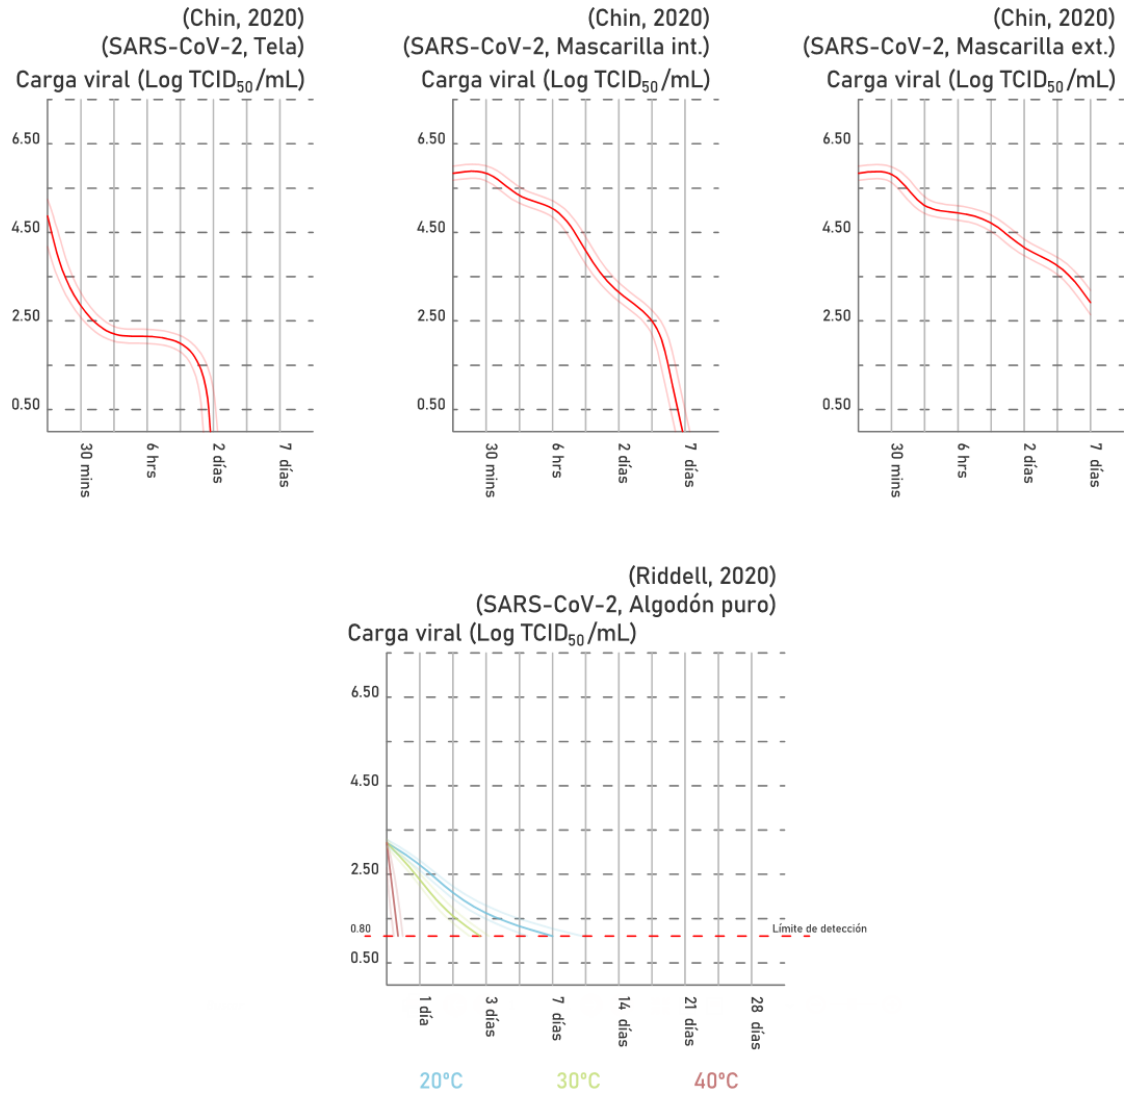 (Chin, 2020)
(SARS-CoV-2, Tela)
Carga viral (Log TCID50/mL)
6.50
4.50
2.50
0.50
30 mins
6 hrs
2 días
7 días
(Chin, 2020)
(SARS-CoV-2, Mascarilla int.)
Carga viral (Log TCID50/mL)
6.50
4.50
2.50
0.50
30 mins
6 hrs
2 días
7 días
(Chin, 2020)
(SARS-CoV-2, Mascarilla ext.)
Carga viral (Log TCID50/mL)
6.50
4.50
2.50
0.50
30 mins
6 hrs
2 días
7 días
(Riddell, 2020)
(SARS-CoV-2, Algodón puro)
Carga viral (Log TCID50/mL)
6.50
4.50
2.50
0.80
Límite de detección
0.50
1 día
3 días
7 días
14 días
21 días
28 días
20°C
30°C
40°C